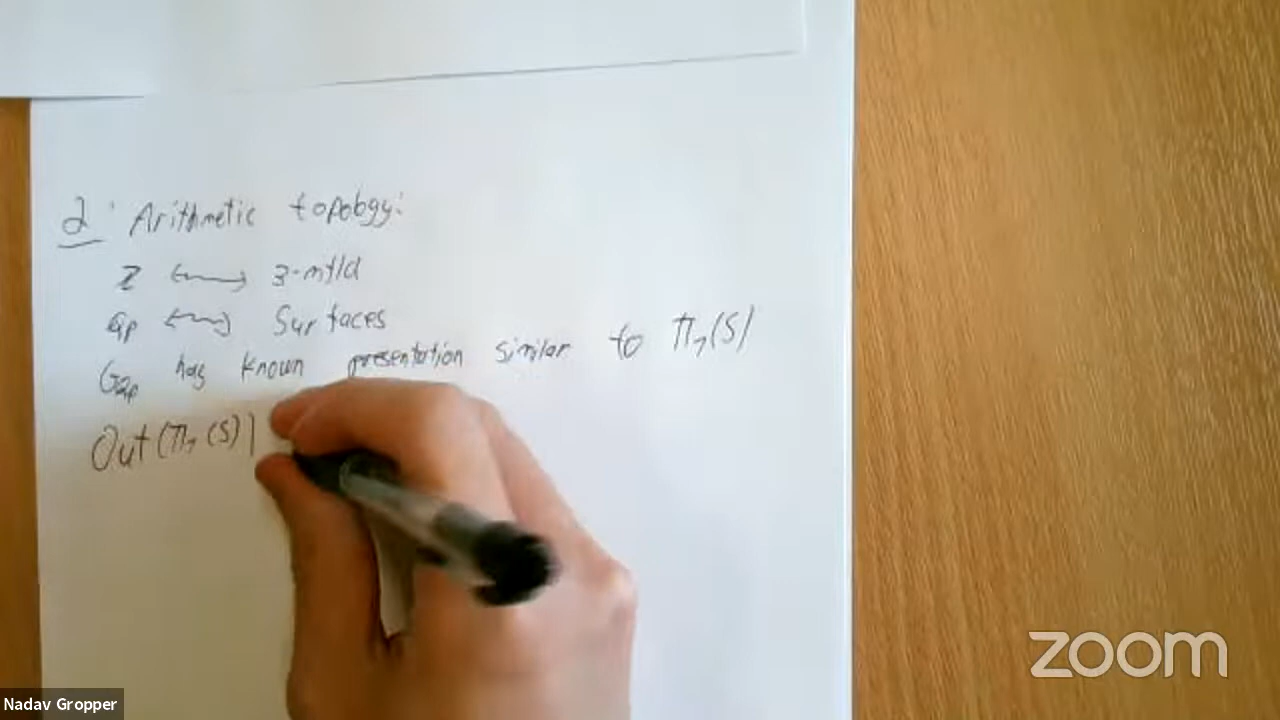 2: Arithmetic topology:
Z ⟷ 3-mfld
Qp ⟷ Surfaces
GQp has known presentation similar to π₁(S)
Out(π₁(S))
zoom
Nadav Gropper